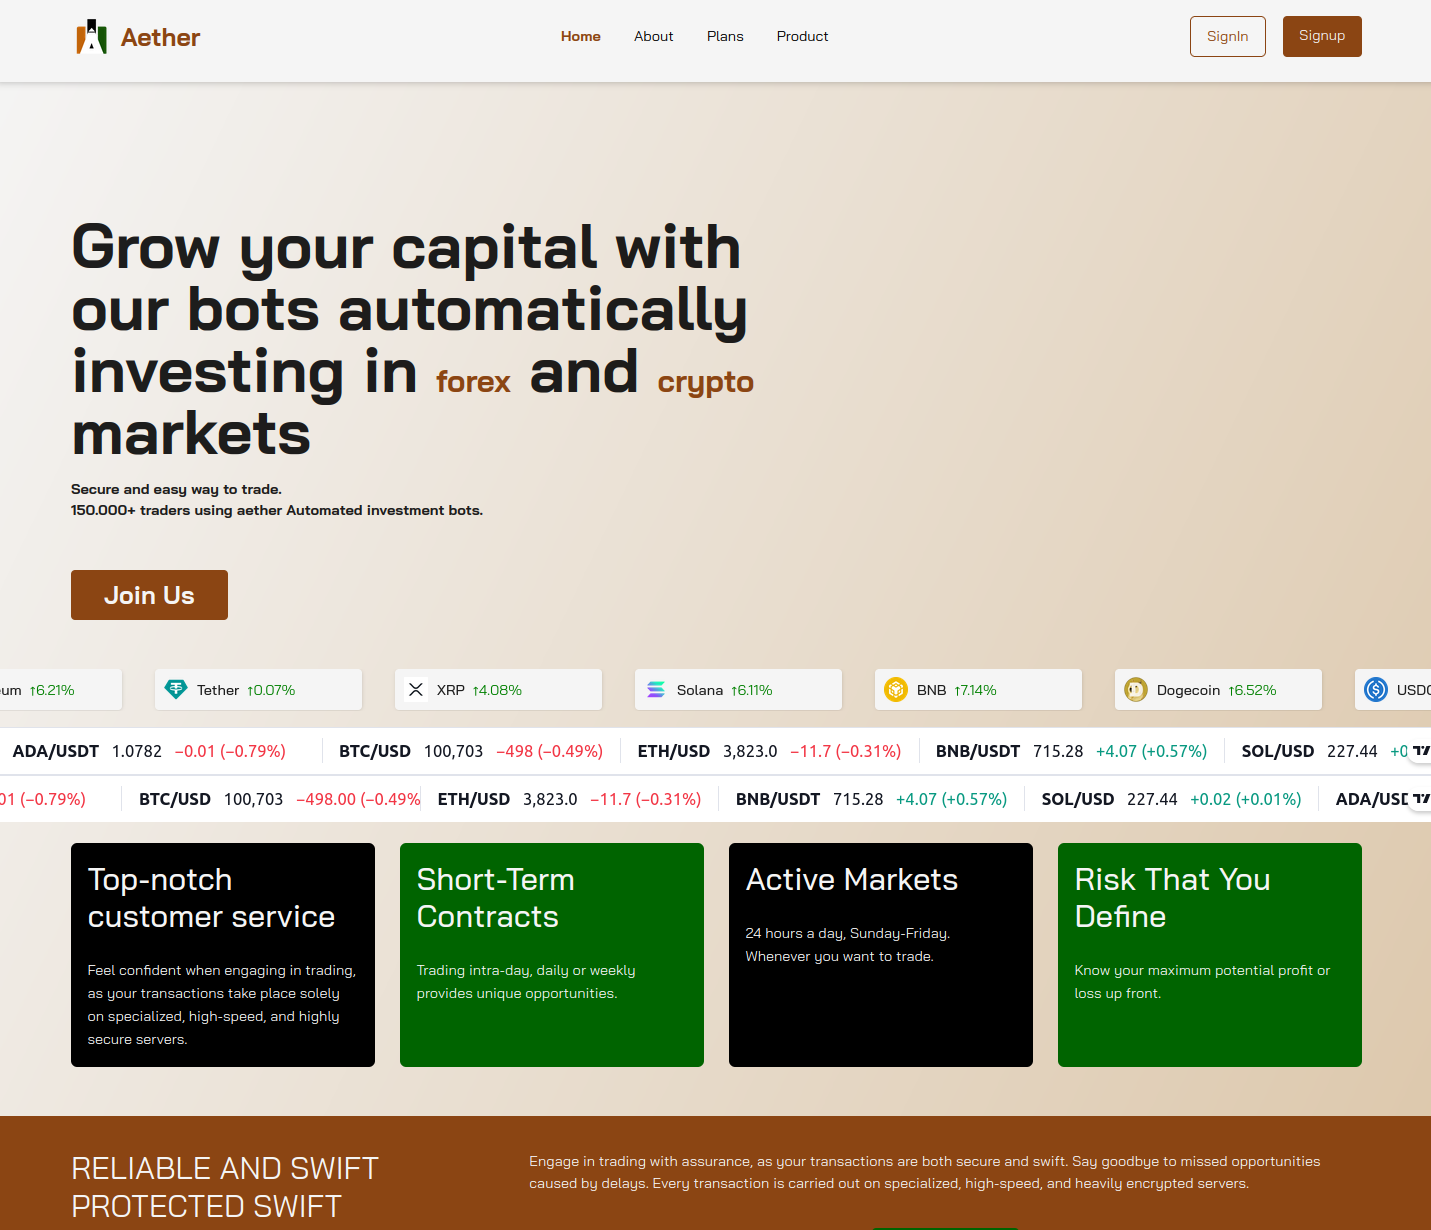 Aether
Home About Plans Product
SignIn Signup
Grow your capital with
our bots automatically
investing in forex and crypto
markets
Secure and easy way to trade.
150.000+ traders using aether Automated investment bots.
Join Us
um ↑6.21% Tether ↑0.07% XRP ↑4.08% Solana ↑6.11% BNB ↑7.14% Dogecoin ↑6.52% USDC
ADA/USDT 1.0782 −0.01 (−0.79%) BTC/USD 100,703 −498 (−0.49%) ETH/USD 3,823.0 −11.7 (−0.31%) BNB/USDT 715.28 +4.07 (+0.57%) SOL/USD 227.44 +0
01 (−0.79%) BTC/USD 100,703 −498.00 (−0.49% ETH/USD 3,823.0 −11.7 (−0.31%) BNB/USDT 715.28 +4.07 (+0.57%) SOL/USD 227.44 +0.02 (+0.01%) ADA/USD
Top-notch
customer service
Feel confident when engaging in trading,
as your transactions take place solely
on specialized, high-speed, and highly
secure servers.
Short-Term
Contracts
Trading intra-day, daily or weekly
provides unique opportunities.
Active Markets
24 hours a day, Sunday-Friday.
Whenever you want to trade.
Risk That You
Define
Know your maximum potential profit or
loss up front.
RELIABLE AND SWIFT
PROTECTED SWIFT
Engage in trading with assurance, as your transactions are both secure and swift. Say goodbye to missed opportunities
caused by delays. Every transaction is carried out on specialized, high-speed, and heavily encrypted servers.